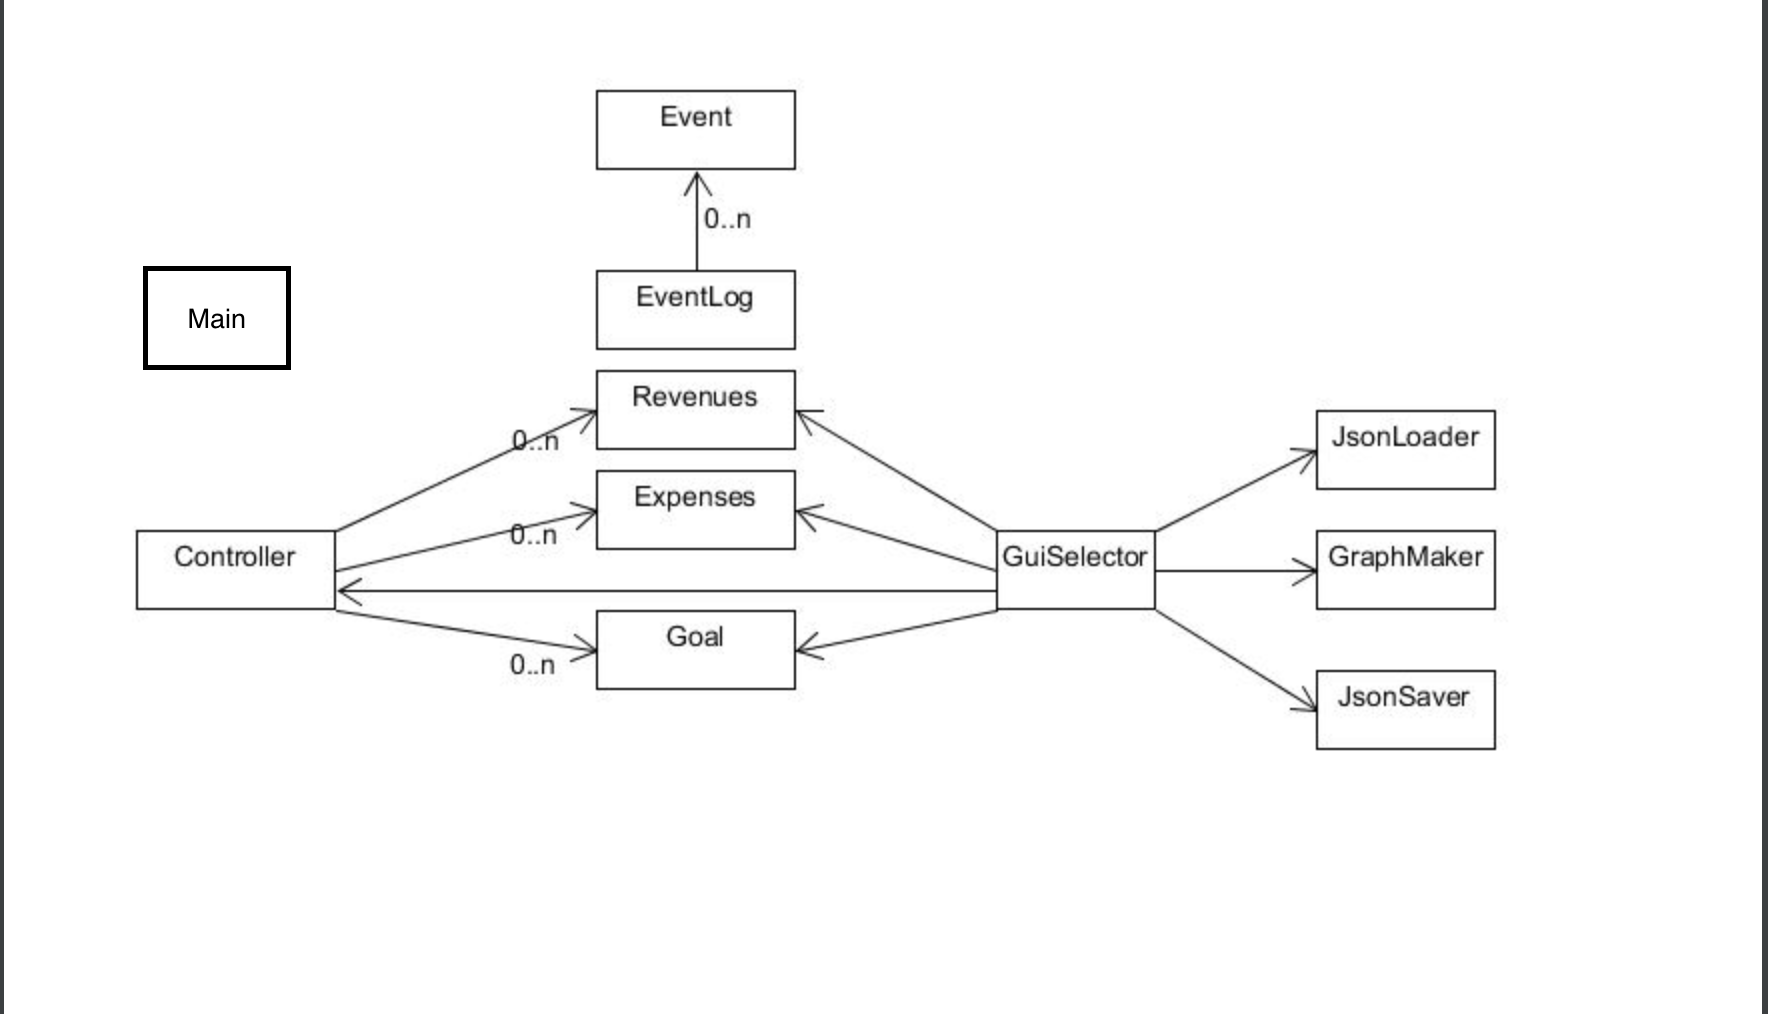 Event
0..n
EventLog
Main
Revenues
0..n
Expenses
0..n
Controller
GuiSelector
Goal
0..n
JsonLoader
GraphMaker
JsonSaver